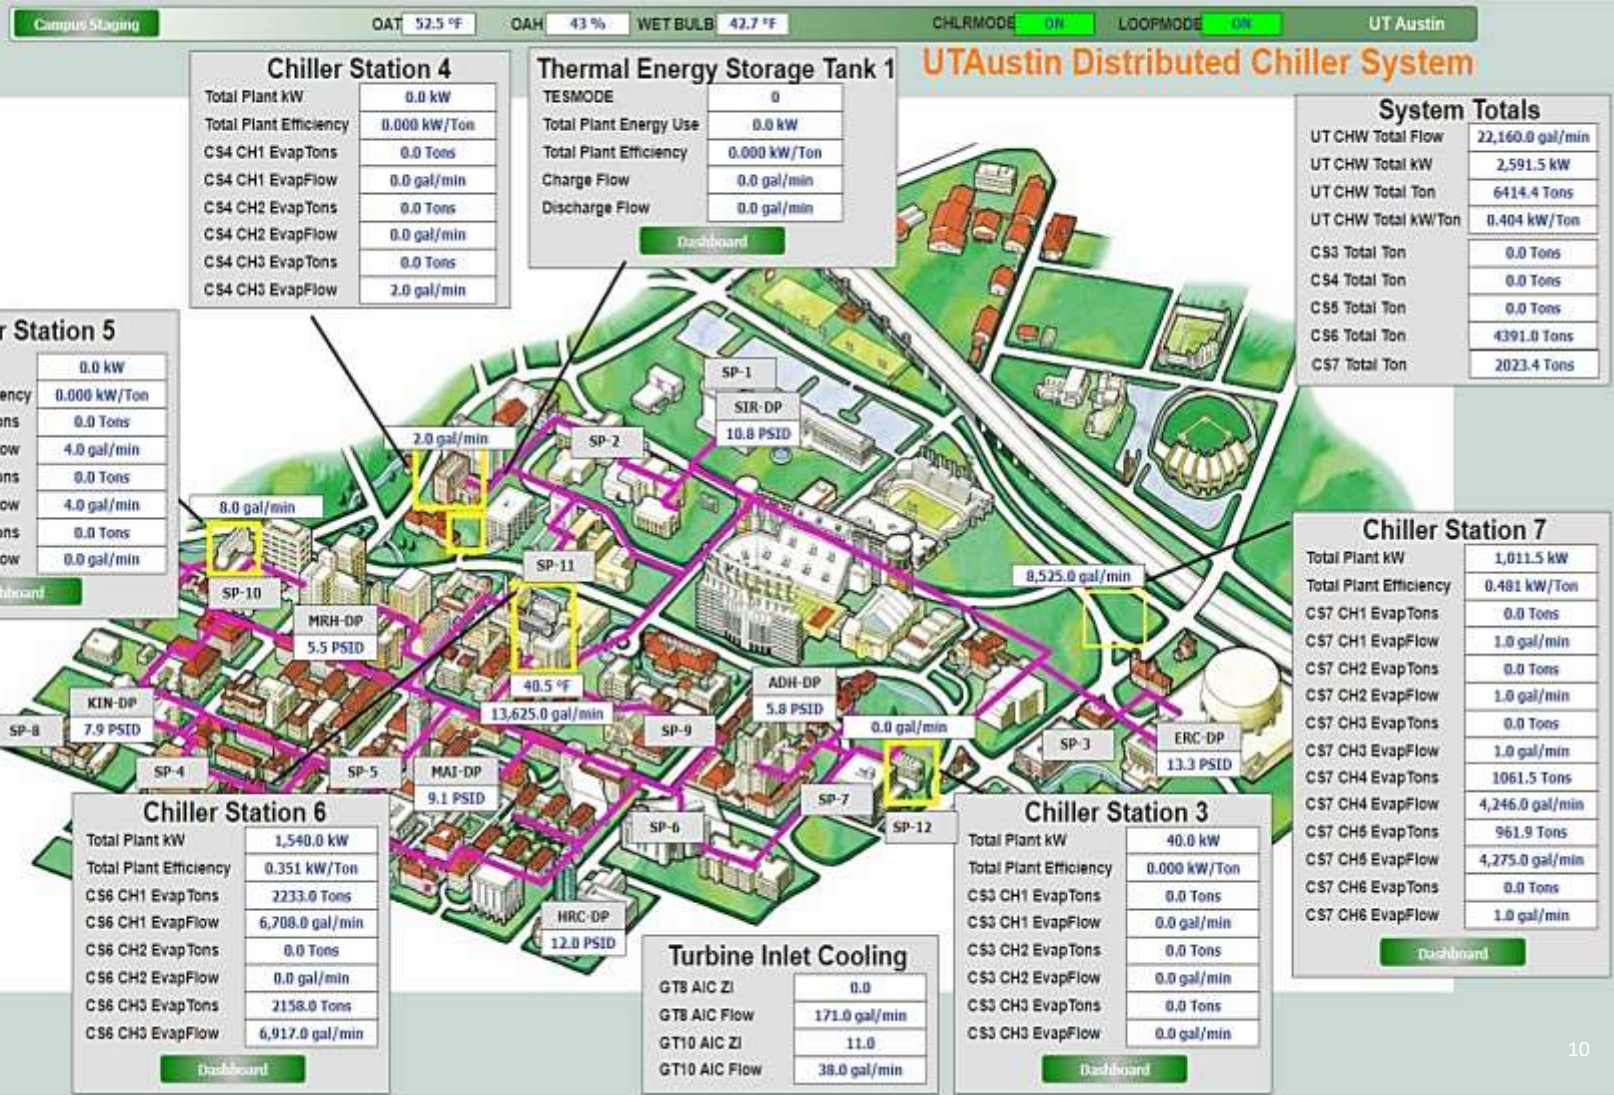 Campus Staging OAT 52.5 °F OAH 43 % WET BULB 42.7 °F CHLRMODE ON LOOPMODE ON UT Austin
UTAustin Distributed Chiller System
Chiller Station 4
Total Plant kW 0.0 kW
Total Plant Efficiency 0.000 kW/Ton
CS4 CH1 EvapTons 0.0 Tons
CS4 CH1 EvapFlow 0.0 gal/min
CS4 CH2 EvapTons 0.0 Tons
CS4 CH2 EvapFlow 0.0 gal/min
CS4 CH3 EvapTons 0.0 Tons
CS4 CH3 EvapFlow 2.0 gal/min
Thermal Energy Storage Tank 1
TESMODE 0
Total Plant Energy Use 0.0 kW
Total Plant Efficiency 0.000 kW/Ton
Charge Flow 0.0 gal/min
Discharge Flow 0.0 gal/min
Dashboard
System Totals
UT CHW Total Flow 22,160.0 gal/min
UT CHW Total kW 2,591.5 kW
UT CHW Total Ton 6414.4 Tons
UT CHW Total kW/Ton 0.404 kW/Ton
CS3 Total Ton 0.0 Tons
CS4 Total Ton 0.0 Tons
CS5 Total Ton 0.0 Tons
CS6 Total Ton 4391.0 Tons
CS7 Total Ton 2023.4 Tons
r Station 5
0.0 kW
ency 0.000 kW/Ton
ons 0.0 Tons
ow 4.0 gal/min
ons 0.0 Tons
ow 4.0 gal/min
ons 0.0 Tons
ow 0.0 gal/min
hboard
SP-1
SIR-DP
10.8 PSID
SP-2
2.0 gal/min
8.0 gal/min
SP-10
SP-11
MRH-DP
5.5 PSID
8,525.0 gal/min
40.5 °F
13,625.0 gal/min
KIN-DP
7.9 PSID
SP-8
SP-9
ADH-DP
5.8 PSID
0.0 gal/min
SP-3
ERC-DP
13.3 PSID
SP-4
SP-5
MAI-DP
9.1 PSID
SP-7
SP-6
SP-12
HRC-DP
12.0 PSID
Chiller Station 7
Total Plant kW 1,011.5 kW
Total Plant Efficiency 0.481 kW/Ton
CS7 CH1 EvapTons 0.0 Tons
CS7 CH1 EvapFlow 1.0 gal/min
CS7 CH2 EvapTons 0.0 Tons
CS7 CH2 EvapFlow 1.0 gal/min
CS7 CH3 EvapTons 0.0 Tons
CS7 CH3 EvapFlow 1.0 gal/min
CS7 CH4 EvapTons 1061.5 Tons
CS7 CH4 EvapFlow 4,246.0 gal/min
CS7 CH5 EvapTons 961.9 Tons
CS7 CH5 EvapFlow 4,275.0 gal/min
CS7 CH6 EvapTons 0.0 Tons
CS7 CH6 EvapFlow 1.0 gal/min
Dashboard
Chiller Station 6
Total Plant kW 1,540.0 kW
Total Plant Efficiency 0.351 kW/Ton
CS6 CH1 EvapTons 2233.0 Tons
CS6 CH1 EvapFlow 6,708.0 gal/min
CS6 CH2 EvapTons 0.0 Tons
CS6 CH2 EvapFlow 0.0 gal/min
CS6 CH3 EvapTons 2158.0 Tons
CS6 CH3 EvapFlow 6,917.0 gal/min
Dashboard
Turbine Inlet Cooling
GT8 AIC ZI 0.0
GT8 AIC Flow 171.0 gal/min
GT10 AIC ZI 11.0
GT10 AIC Flow 38.0 gal/min
Chiller Station 3
Total Plant kW 40.0 kW
Total Plant Efficiency 0.000 kW/Ton
CS3 CH1 EvapTons 0.0 Tons
CS3 CH1 EvapFlow 0.0 gal/min
CS3 CH2 EvapTons 0.0 Tons
CS3 CH2 EvapFlow 0.0 gal/min
CS3 CH3 EvapTons 0.0 Tons
CS3 CH3 EvapFlow 0.0 gal/min
Dashboard
10